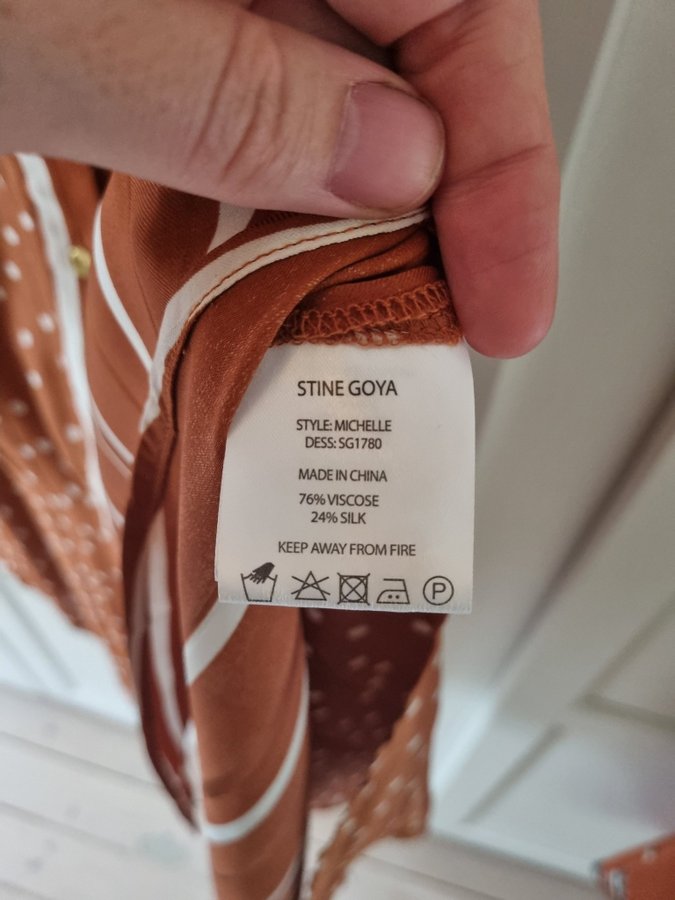 STINE GOYA
STYLE: MICHELLE
DESS: SG1780
MADE IN CHINA
76% VISCOSE
24% SILK
KEEP AWAY FROM FIRE
P